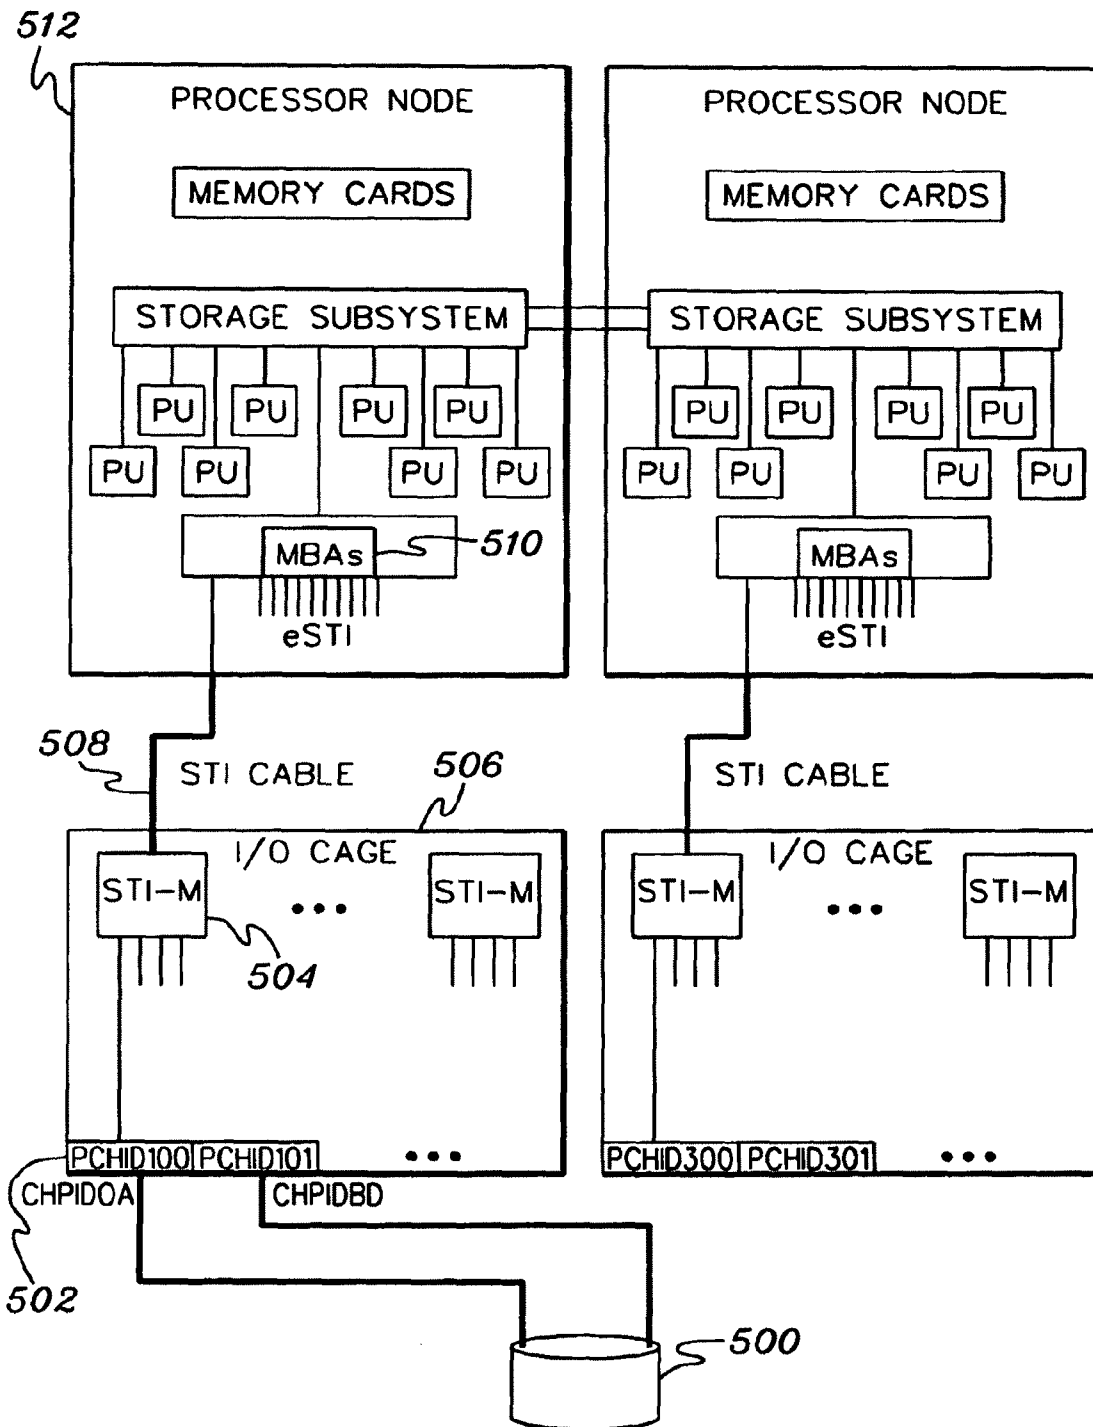 512
PROCESSOR NODE PROCESSOR NODE
MEMORY CARDS MEMORY CARDS
STORAGE SUBSYSTEM STORAGE SUBSYSTEM
PU PU PU PU PU PU PU PU
PU PU PU PU PU PU PU PU
MBAs 510 MBAs
eSTI eSTI
508 STI CABLE 506 STI CABLE
I/O CAGE I/O CAGE
STI-M ••• STI-M STI-M ••• STI-M
504
PCHID100 PCHID101 ••• PCHID300 PCHID301 •••
CHPID0A CHPIDBD
502
500